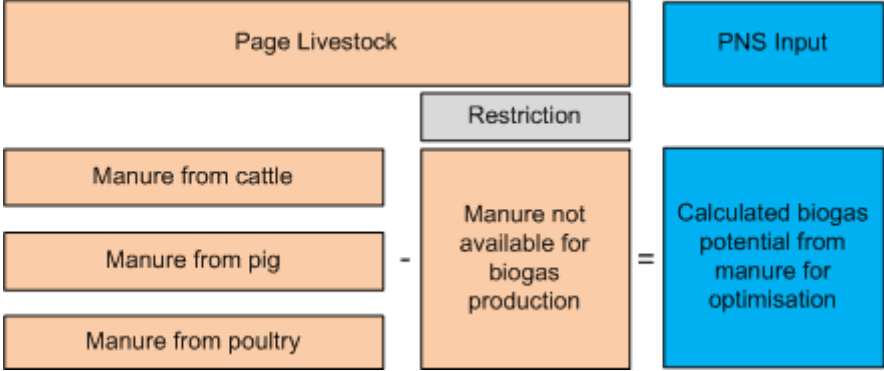 Page Livestock
PNS Input
Restriction
Manure from cattle
Manure from pig
Manure from poultry
-
Manure not
available for
biogas
production
=
Calculated biogas
potential from
manure for
optimisation